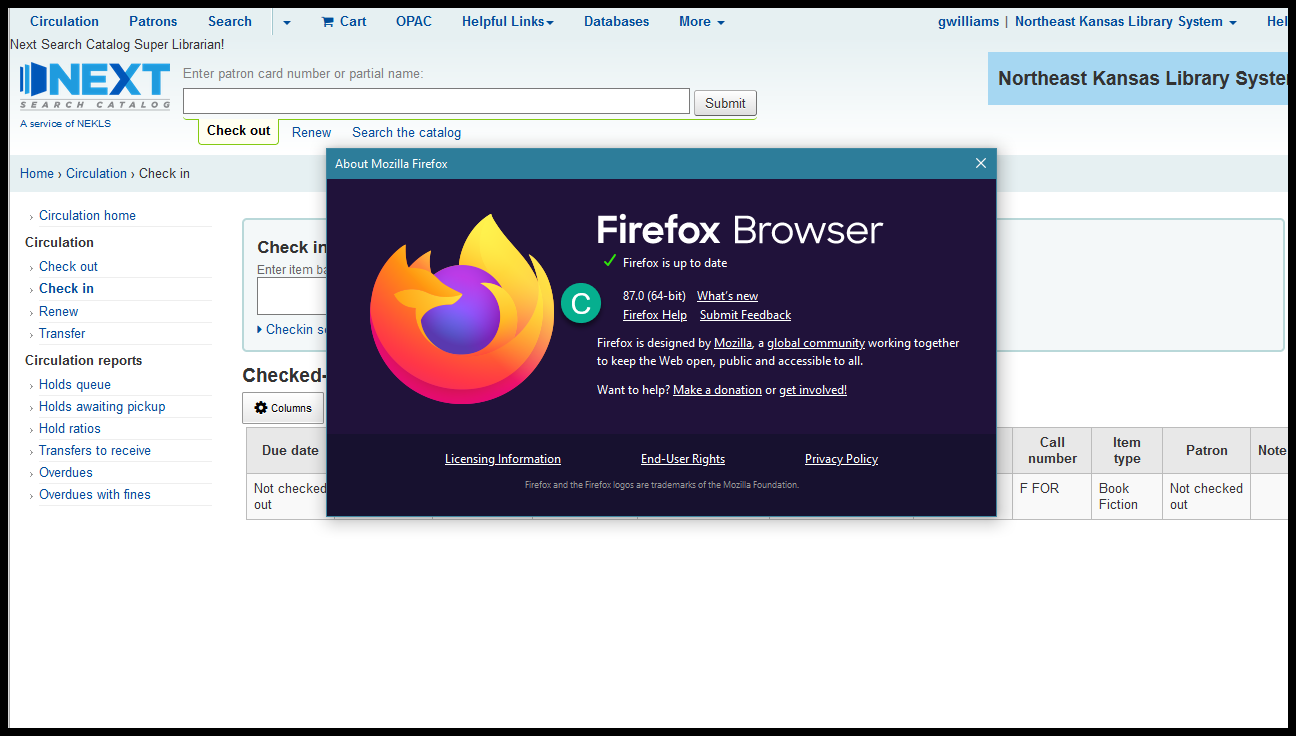 Circulation Patrons Search Cart OPAC Helpful Links Databases More gwilliams | Northeast Kansas Library System Hel
Next Search Catalog Super Librarian!
NEXT
SEARCH CATALOG
A service of NEKLS
Enter patron card number or partial name:
Submit
Check out Renew Search the catalog
Northeast Kansas Library Syste
Home › Circulation › Check in
› Circulation home
Circulation
› Check out
› Check in
› Renew
› Transfer
Circulation reports
› Holds queue
› Holds awaiting pickup
› Hold ratios
› Transfers to receive
› Overdues
› Overdues with fines
Check in
Enter item ba
Checkin se
Checked-
Columns
Due date Call number Item type Patron Note
Not checked out F FOR Book Fiction Not checked out
About Mozilla Firefox
Firefox Browser
Firefox is up to date
C
87.0 (64-bit) What's new
Firefox Help Submit Feedback
Firefox is designed by Mozilla, a global community working together
to keep the Web open, public and accessible to all.
Want to help? Make a donation or get involved!
Licensing Information End-User Rights Privacy Policy
Firefox and the Firefox logos are trademarks of the Mozilla Foundation.